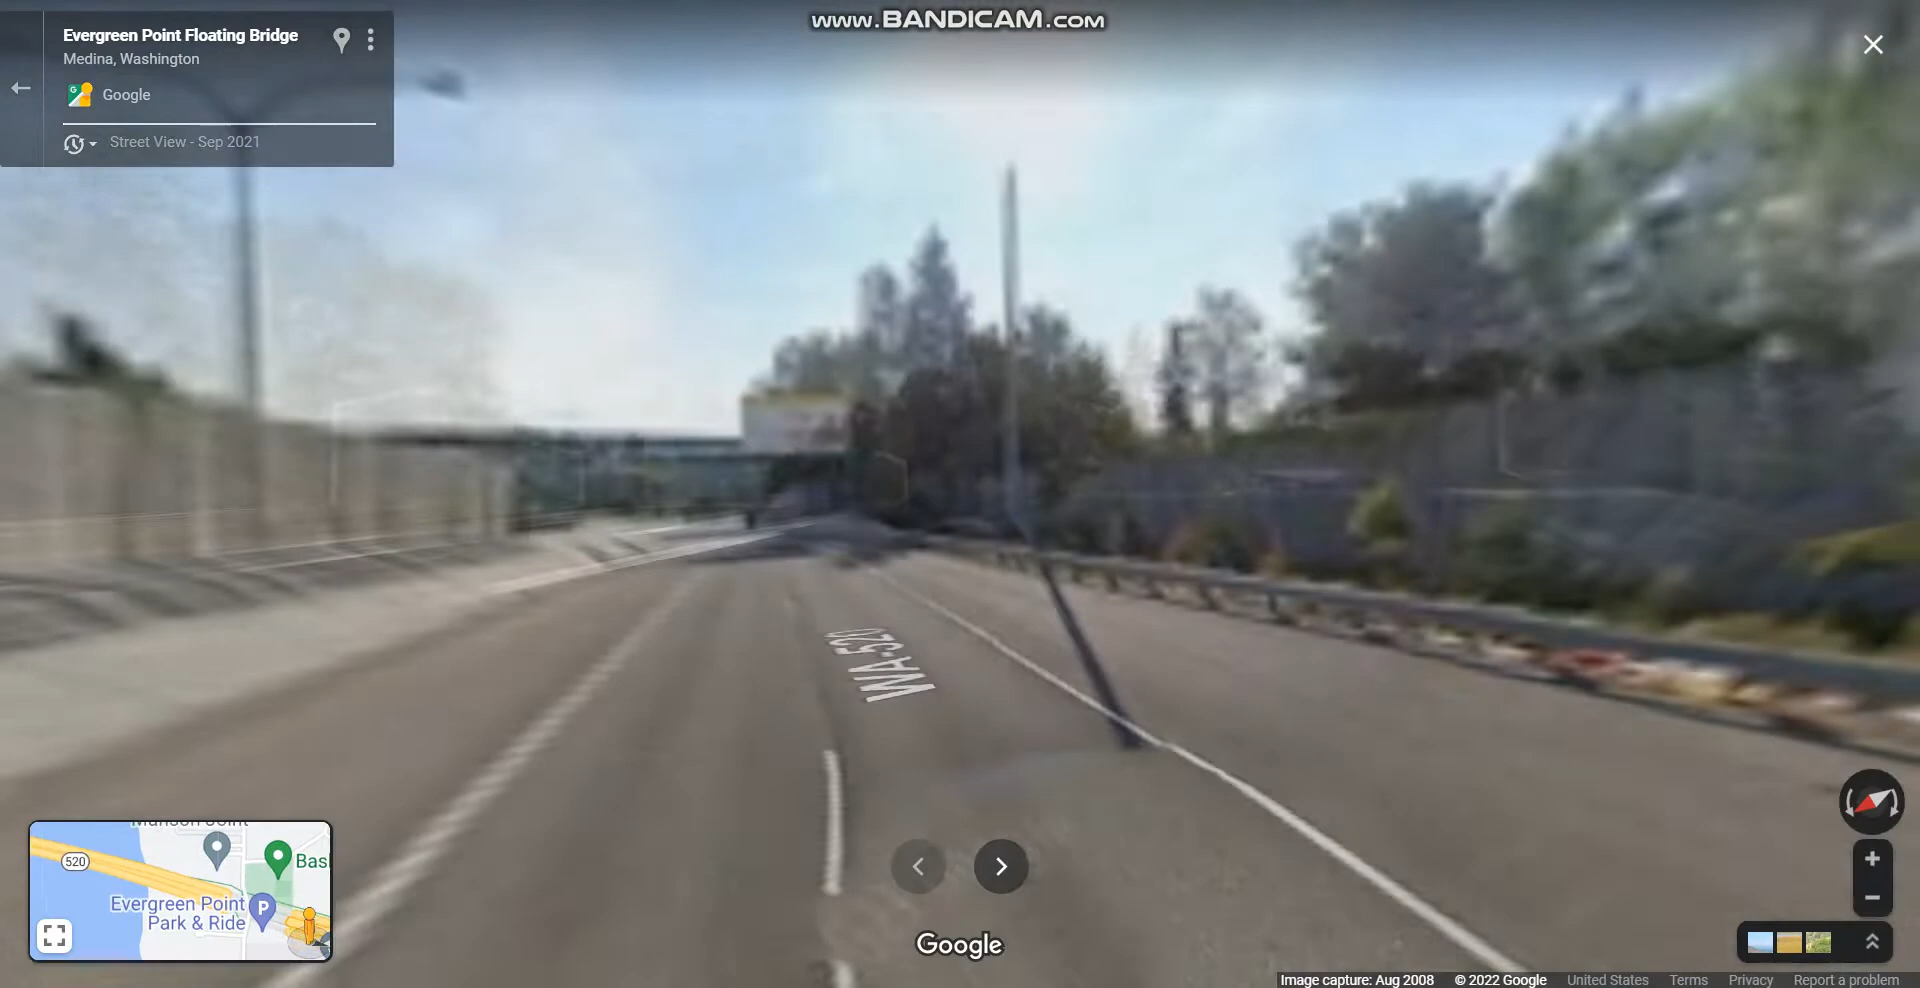 www.BANDICAM.com
Evergreen Point Floating Bridge
Medina, Washington
Google
Street View - Sep 2021
WA-520
520
Evergreen Point
Park & Ride
P
Google
Image capture: Aug 2008 © 2022 Google United States Terms Privacy Report a problem